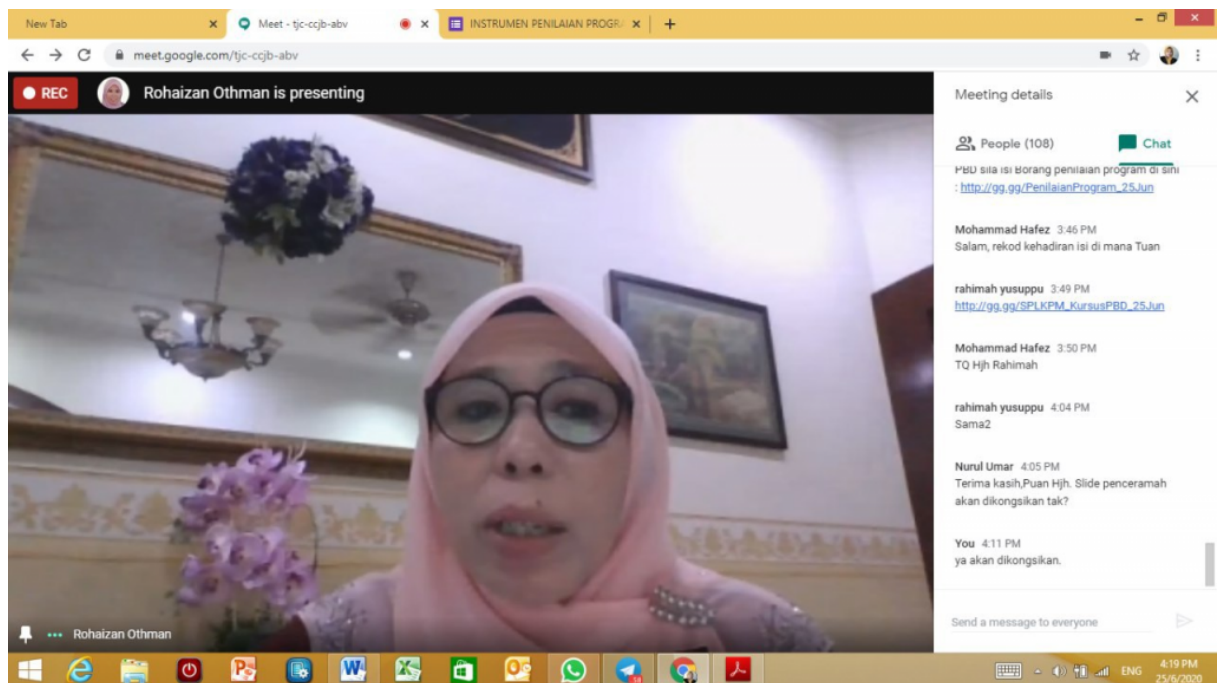 New Tab
Meet - tjc-ccjb-abv
INSTRUMEN PENILAIAN PROGRA
meet.google.com/tjc-ccjb-abv
REC
Rohaizan Othman is presenting
Meeting details
People (108)
Chat
PBD sila isi Borang penilaian program di sini
: http://gg.gg/PenilaianProgram_25Jun
Mohammad Hafez 3:46 PM
Salam, rekod kehadiran isi di mana Tuan
rahimah yusuppu 3:49 PM
http://gg.gg/SPLKPM_KursusPBD_25Jun
Mohammad Hafez 3:50 PM
TQ Hjh Rahimah
rahimah yusuppu 4:04 PM
Sama2
Nurul Umar 4:05 PM
Terima kasih,Puan Hjh. Slide penceramah
akan dikongsikan tak?
You 4:11 PM
ya akan dikongsikan.
Send a message to everyone
Rohaizan Othman
ENG
4:19 PM
25/6/2020